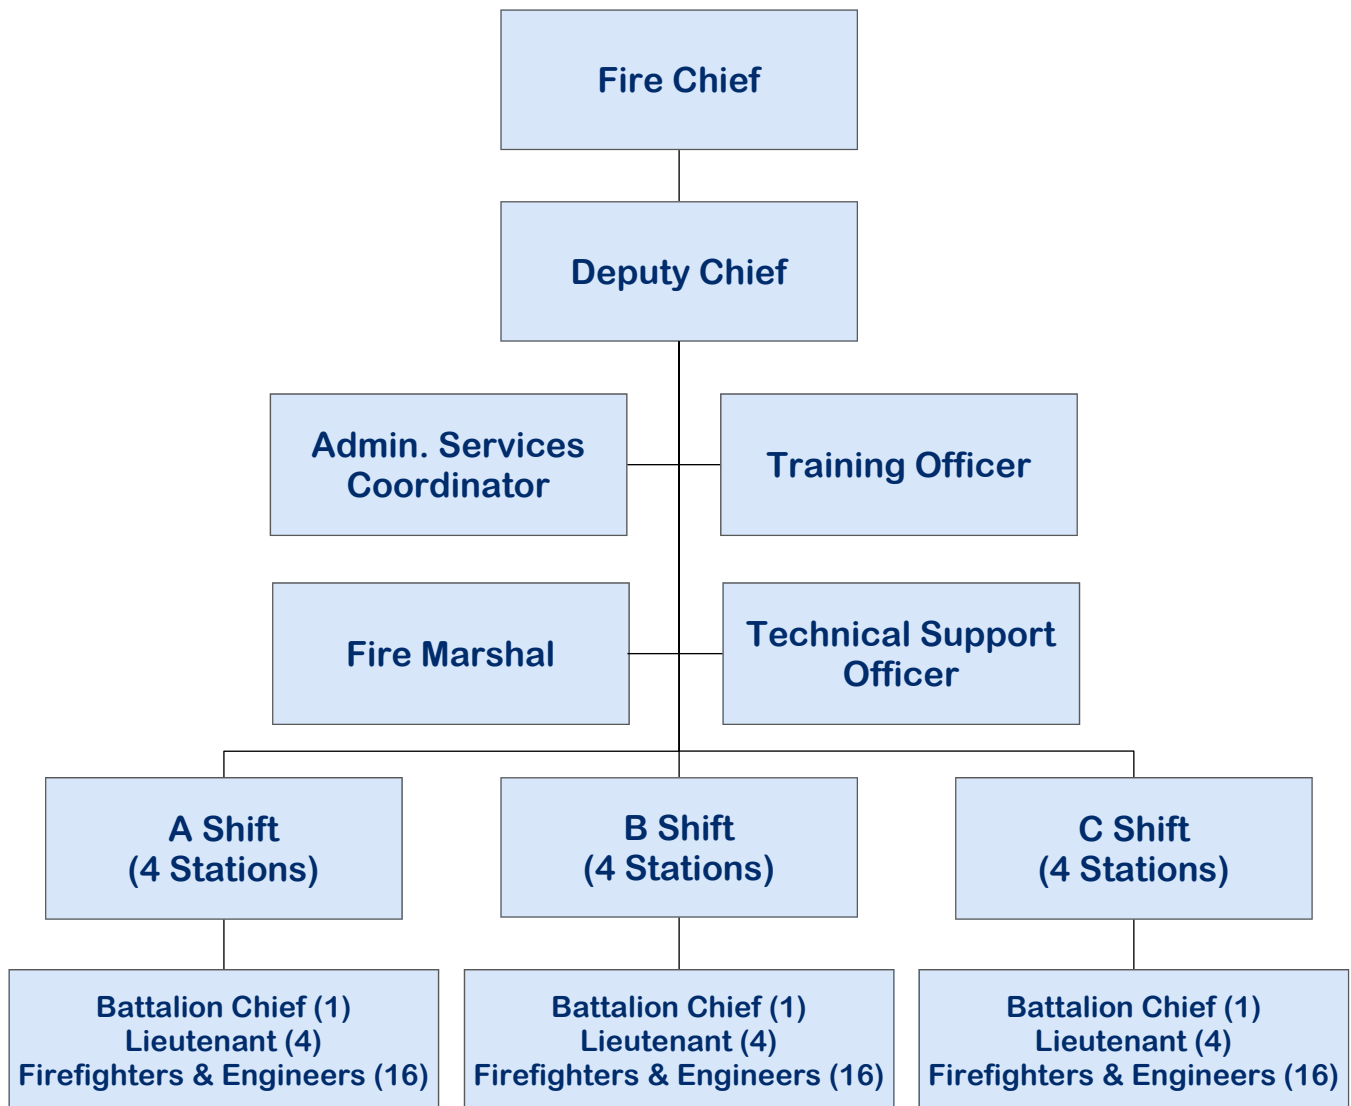 Fire Chief
Deputy Chief
Admin. Services
Coordinator
Training Officer
Fire Marshal
Technical Support
Officer
A Shift
(4 Stations)
B Shift
(4 Stations)
C Shift
(4 Stations)
Battalion Chief (1)
Lieutenant (4)
Firefighters & Engineers (16)
Battalion Chief (1)
Lieutenant (4)
Firefighters & Engineers (16)
Battalion Chief (1)
Lieutenant (4)
Firefighters & Engineers (16)